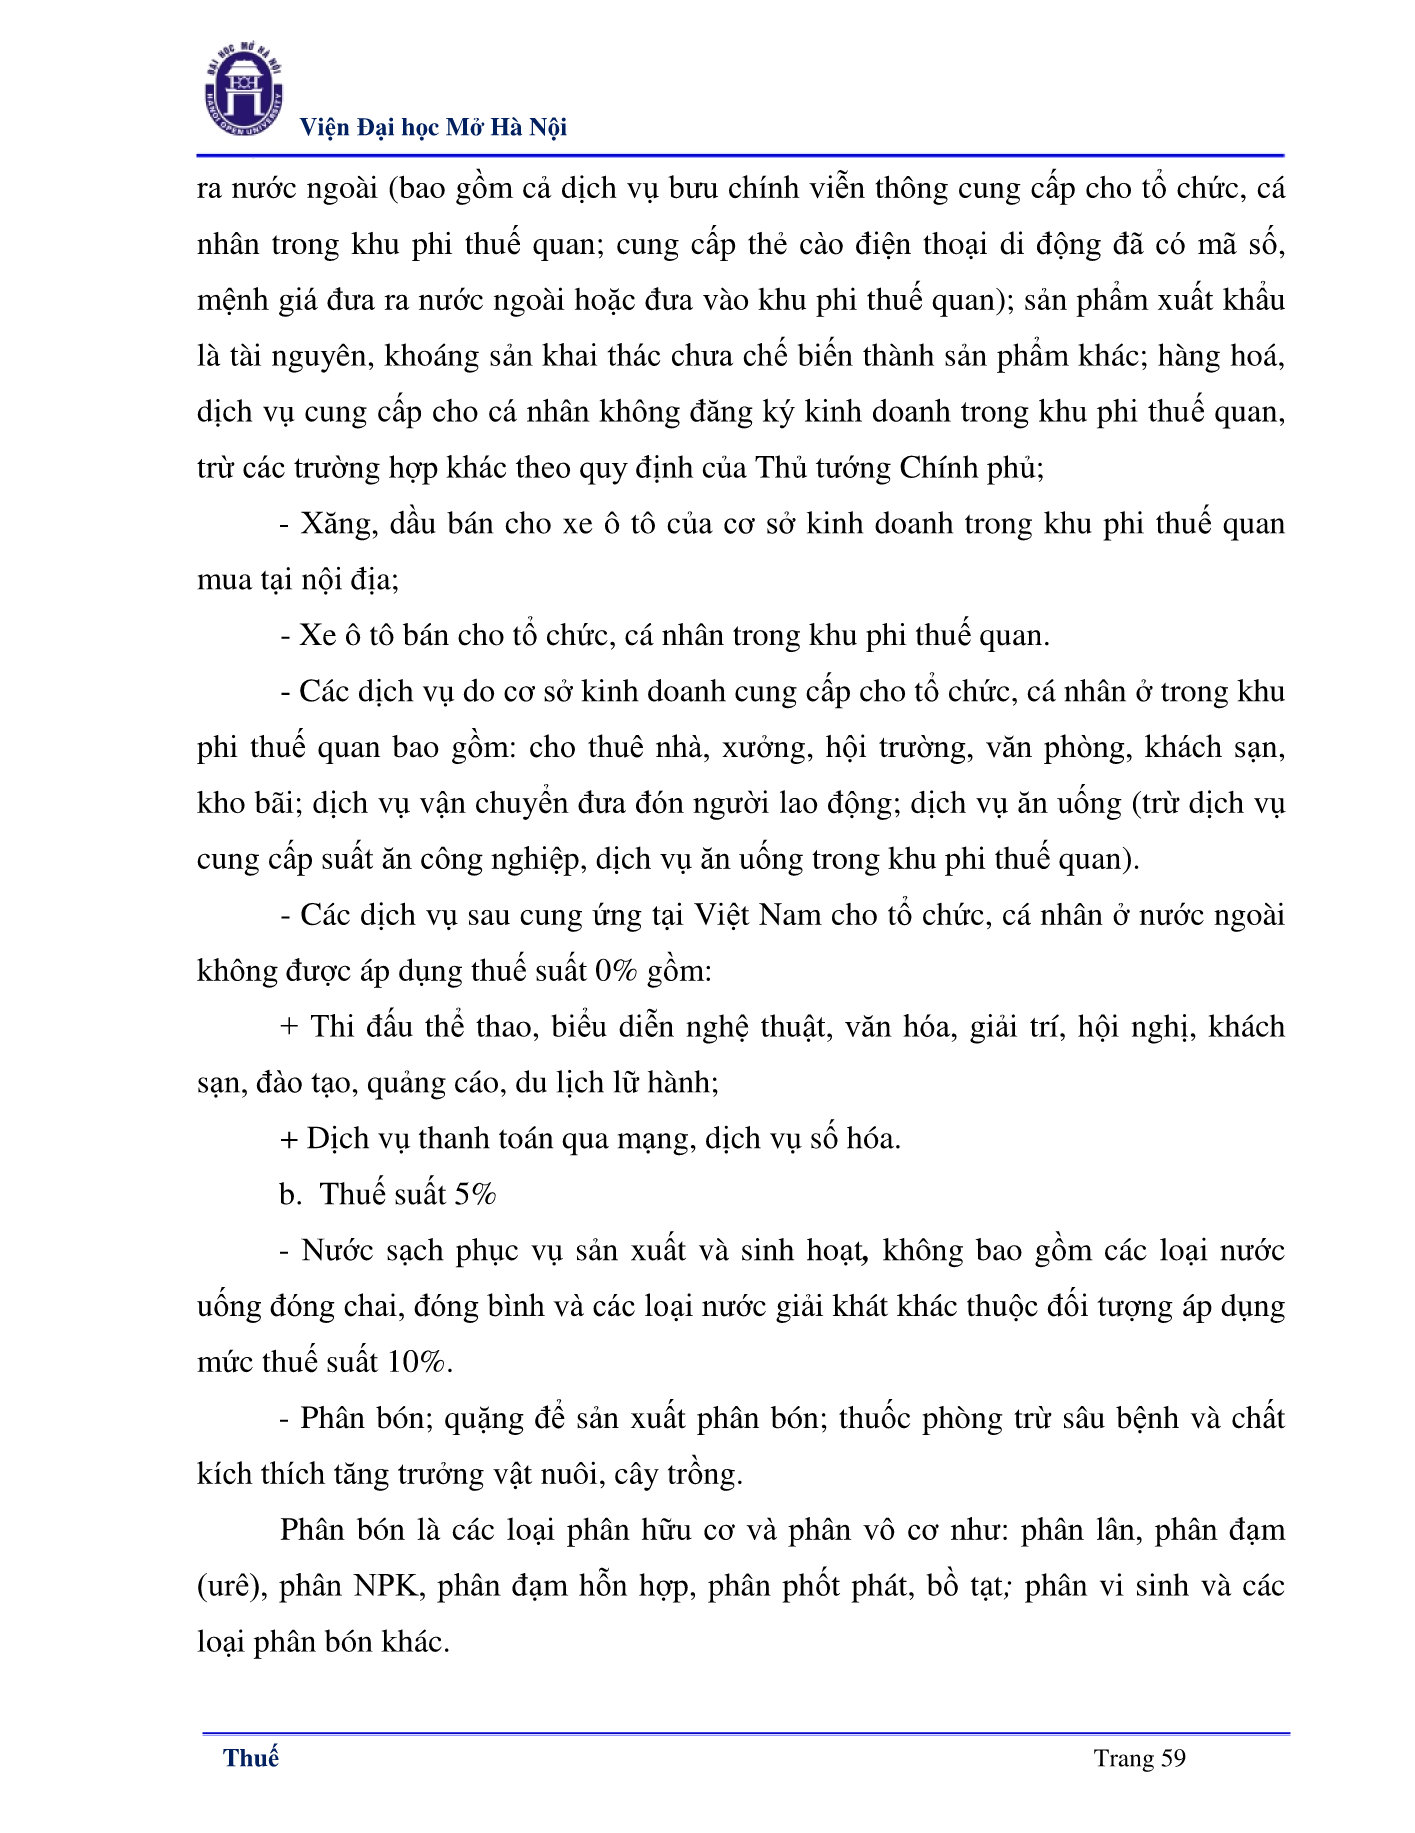 ĐẠI HỌC MỞ HÀ NỘI
HANOI OPEN UNIVERSITY
Viện Đại học Mở Hà Nội
ra nước ngoài (bao gồm cả dịch vụ bưu chính viễn thông cung cấp cho tổ chức, cá
nhân trong khu phi thuế quan; cung cấp thẻ cào điện thoại di động đã có mã số,
mệnh giá đưa ra nước ngoài hoặc đưa vào khu phi thuế quan); sản phẩm xuất khẩu
là tài nguyên, khoáng sản khai thác chưa chế biến thành sản phẩm khác; hàng hoá,
dịch vụ cung cấp cho cá nhân không đăng ký kinh doanh trong khu phi thuế quan,
trừ các trường hợp khác theo quy định của Thủ tướng Chính phủ;
- Xăng, dầu bán cho xe ô tô của cơ sở kinh doanh trong khu phi thuế quan
mua tại nội địa;
- Xe ô tô bán cho tổ chức, cá nhân trong khu phi thuế quan.
- Các dịch vụ do cơ sở kinh doanh cung cấp cho tổ chức, cá nhân ở trong khu
phi thuế quan bao gồm: cho thuê nhà, xưởng, hội trường, văn phòng, khách sạn,
kho bãi; dịch vụ vận chuyển đưa đón người lao động; dịch vụ ăn uống (trừ dịch vụ
cung cấp suất ăn công nghiệp, dịch vụ ăn uống trong khu phi thuế quan).
- Các dịch vụ sau cung ứng tại Việt Nam cho tổ chức, cá nhân ở nước ngoài
không được áp dụng thuế suất 0% gồm:
+ Thi đấu thể thao, biểu diễn nghệ thuật, văn hóa, giải trí, hội nghị, khách
sạn, đào tạo, quảng cáo, du lịch lữ hành;
+ Dịch vụ thanh toán qua mạng, dịch vụ số hóa.
b. Thuế suất 5%
- Nước sạch phục vụ sản xuất và sinh hoạt, không bao gồm các loại nước
uống đóng chai, đóng bình và các loại nước giải khát khác thuộc đối tượng áp dụng
mức thuế suất 10%.
- Phân bón; quặng để sản xuất phân bón; thuốc phòng trừ sâu bệnh và chất
kích thích tăng trưởng vật nuôi, cây trồng.
Phân bón là các loại phân hữu cơ và phân vô cơ như: phân lân, phân đạm
(urê), phân NPK, phân đạm hỗn hợp, phân phốt phát, bồ tạt; phân vi sinh và các
loại phân bón khác.
Thuế
Trang 59